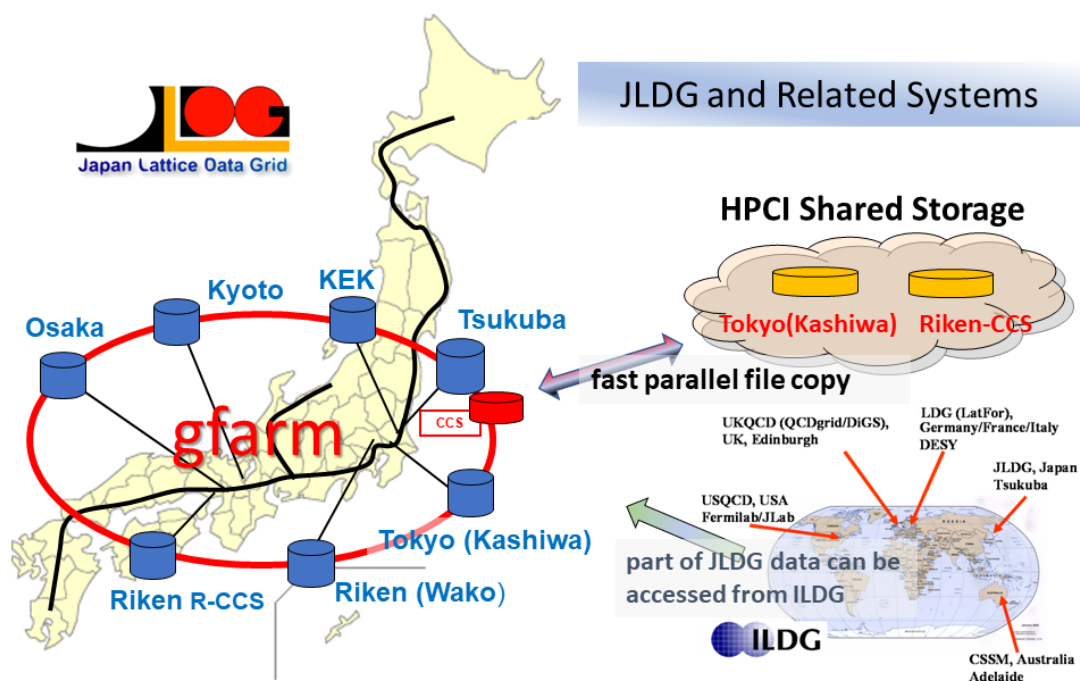 JLDG
Japan Lattice Data Grid
JLDG and Related Systems
HPCI Shared Storage
Tokyo(Kashiwa)
Riken-CCS
fast parallel file copy
Osaka
Kyoto
KEK
Tsukuba
CCS
gfarm
Tokyo (Kashiwa)
Riken (Wako)
Riken R-CCS
UKQCD (QCDgrid/DiGS),
UK, Edinburgh
LDG (LatFor),
Germany/France/Italy
DESY
JLDG, Japan
Tsukuba
USQCD, USA
Fermilab/JLab
part of JLDG data can be
accessed from ILDG
ILDG
CSSM, Australia
Adelaide